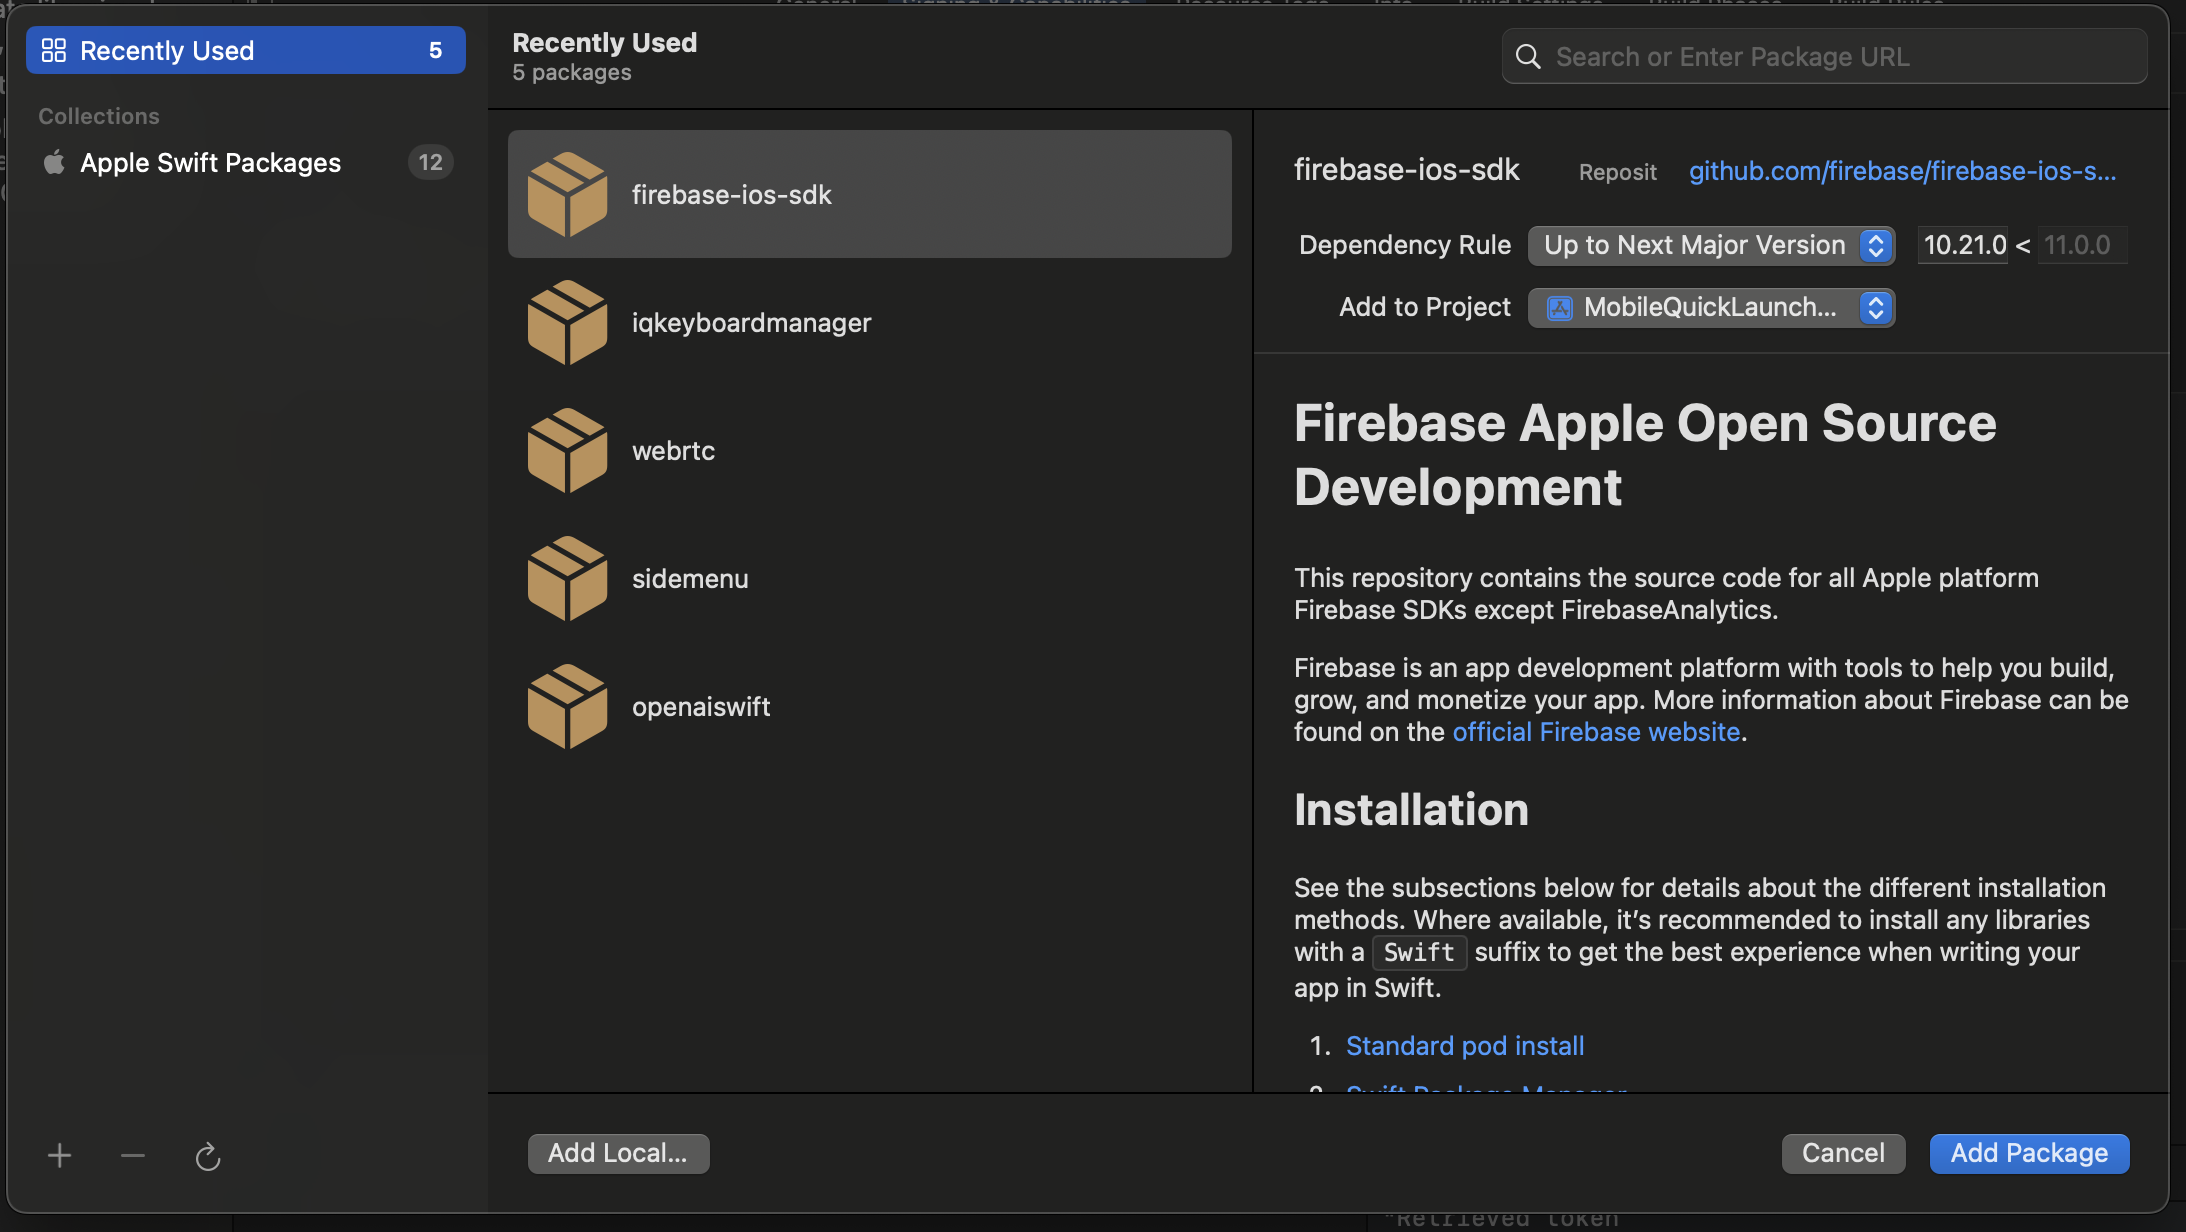 Recently Used 5
Collections
Apple Swift Packages 12
Recently Used
5 packages
Search or Enter Package URL
firebase-ios-sdk
iqkeyboardmanager
webrtc
sidemenu
openaiswift
firebase-ios-sdk Reposit github.com/firebase/firebase-ios-s...
Dependency Rule Up to Next Major Version 10.21.0 < 11.0.0
Add to Project MobileQuickLaunch...
Firebase Apple Open Source
Development
This repository contains the source code for all Apple platform
Firebase SDKs except FirebaseAnalytics.
Firebase is an app development platform with tools to help you build,
grow, and monetize your app. More information about Firebase can be
found on the official Firebase website.
Installation
See the subsections below for details about the different installation
methods. Where available, it’s recommended to install any libraries
with a Swift suffix to get the best experience when writing your
app in Swift.
1. Standard pod install
2. Swift Package Manager
Add Local...
Cancel
Add Package
"Retrieved token